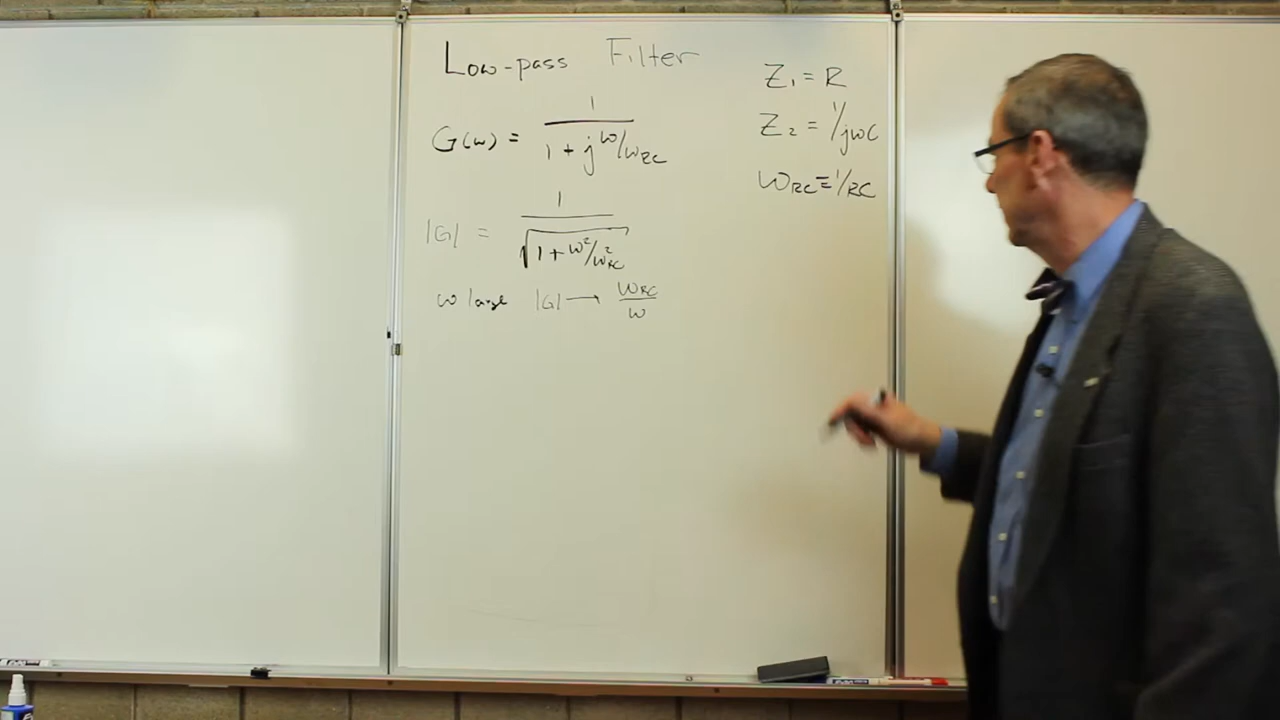 Low-pass Filter
G(ω) = 1 / (1 + jω/ωRC)
|G| = 1 / √(1 + ω²/ωRC²)
ω large |G| → ωRC / ω
Z1 = R
Z2 = 1/jωC
ωRC ≡ 1/RC